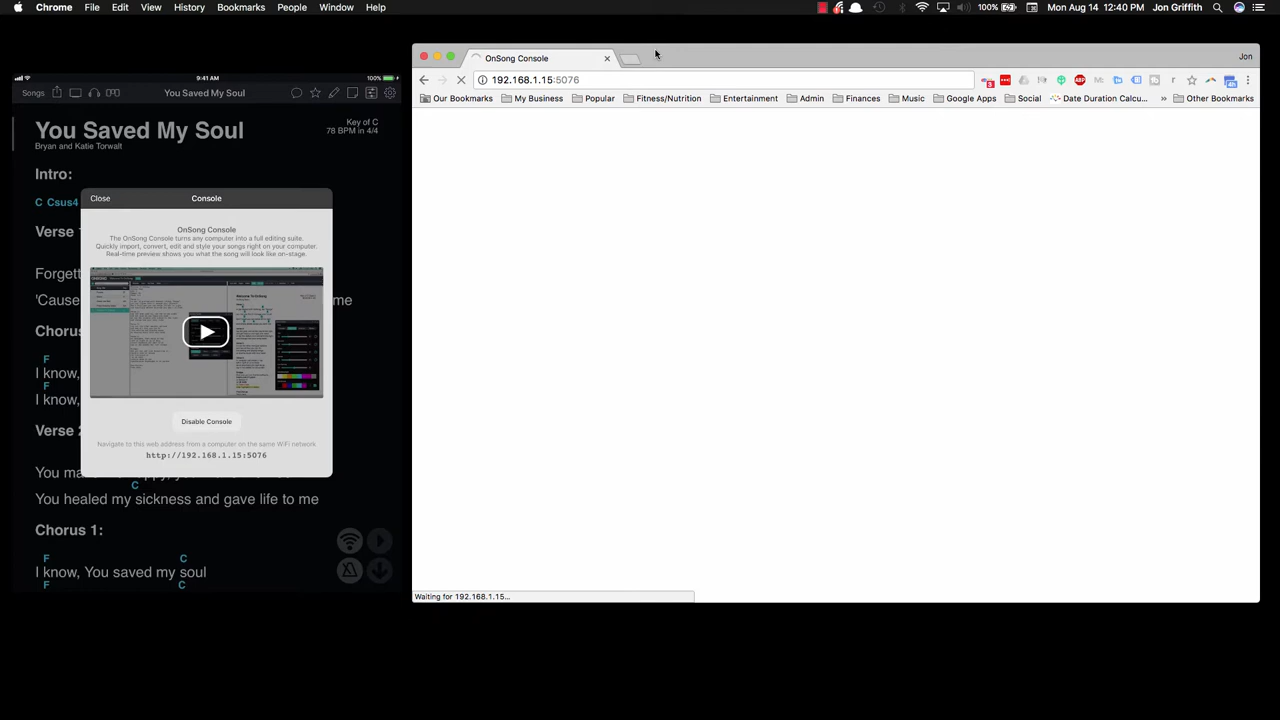 Chrome File Edit View History Bookmarks People Window Help
100% Mon Aug 14 12:40 PM Jon Griffith
OnSong Console
Jon
192.168.1.15:5076
Our Bookmarks My Business Popular Fitness/Nutrition Entertainment Admin Finances Music Google Apps Social Date Duration Calcu... » Other Bookmarks
9:41 AM
100%
Songs
You Saved My Soul
You Saved My Soul
Key of C
78 BPM in 4/4
Bryan and Katie Torwalt
Intro:
C Csus4
Verse
Forgett
'Cause
me
Chorus
F
I know,
F
I know,
Verse 2
You ma
C
You healed my sickness and gave life to me
Chorus 1:
F C
I know, You saved my soul
F C
Close
Console
OnSong Console
The OnSong Console turns any computer into a full editing suite.
Quickly import, convert, edit and style your songs right on your computer.
Real-time preview shows you what the song will look like on-stage.
Disable Console
Navigate to this web address from a computer on the same WiFi network
http://192.168.1.15:5076
Waiting for 192.168.1.15...